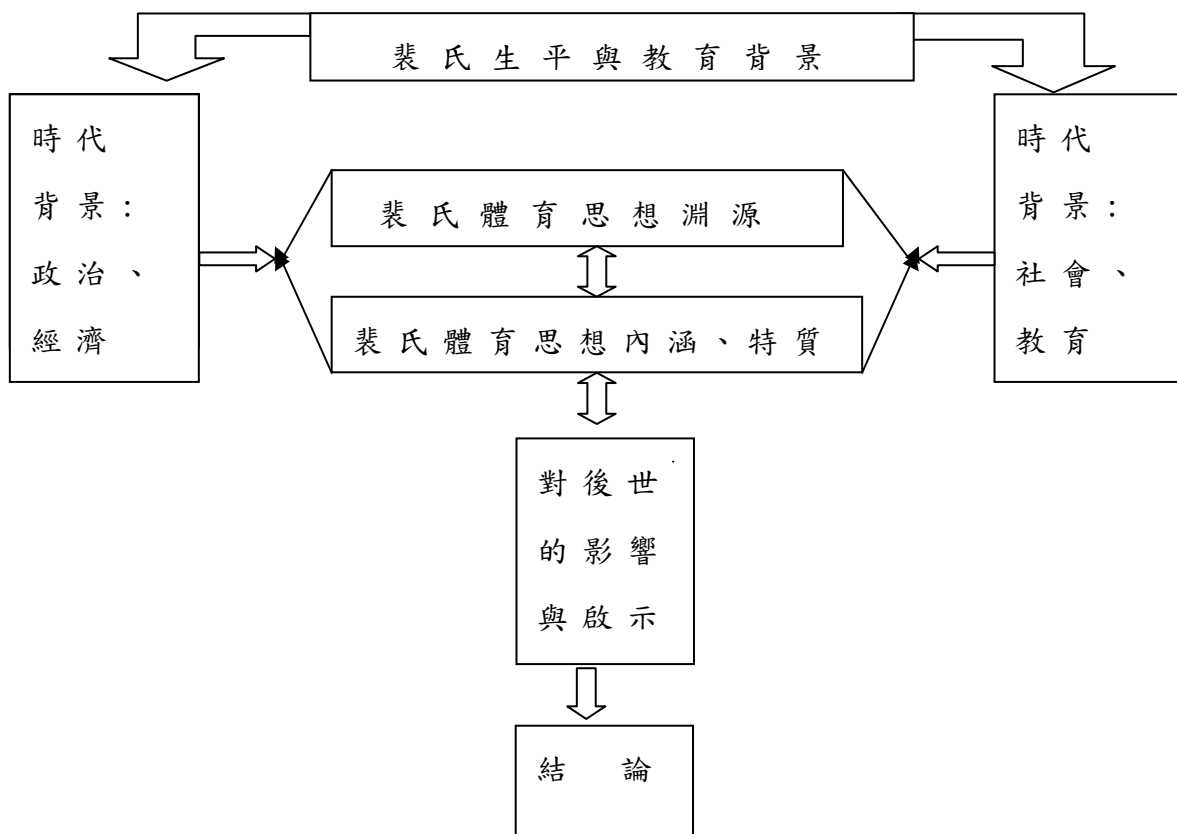 裴氏生平與教育背景
時代
背景：
政治、
經濟
時代
背景：
社會、
教育
裴氏體育思想淵源
裴氏體育思想內涵、特質
對後世
的影響
與啟示
結 論